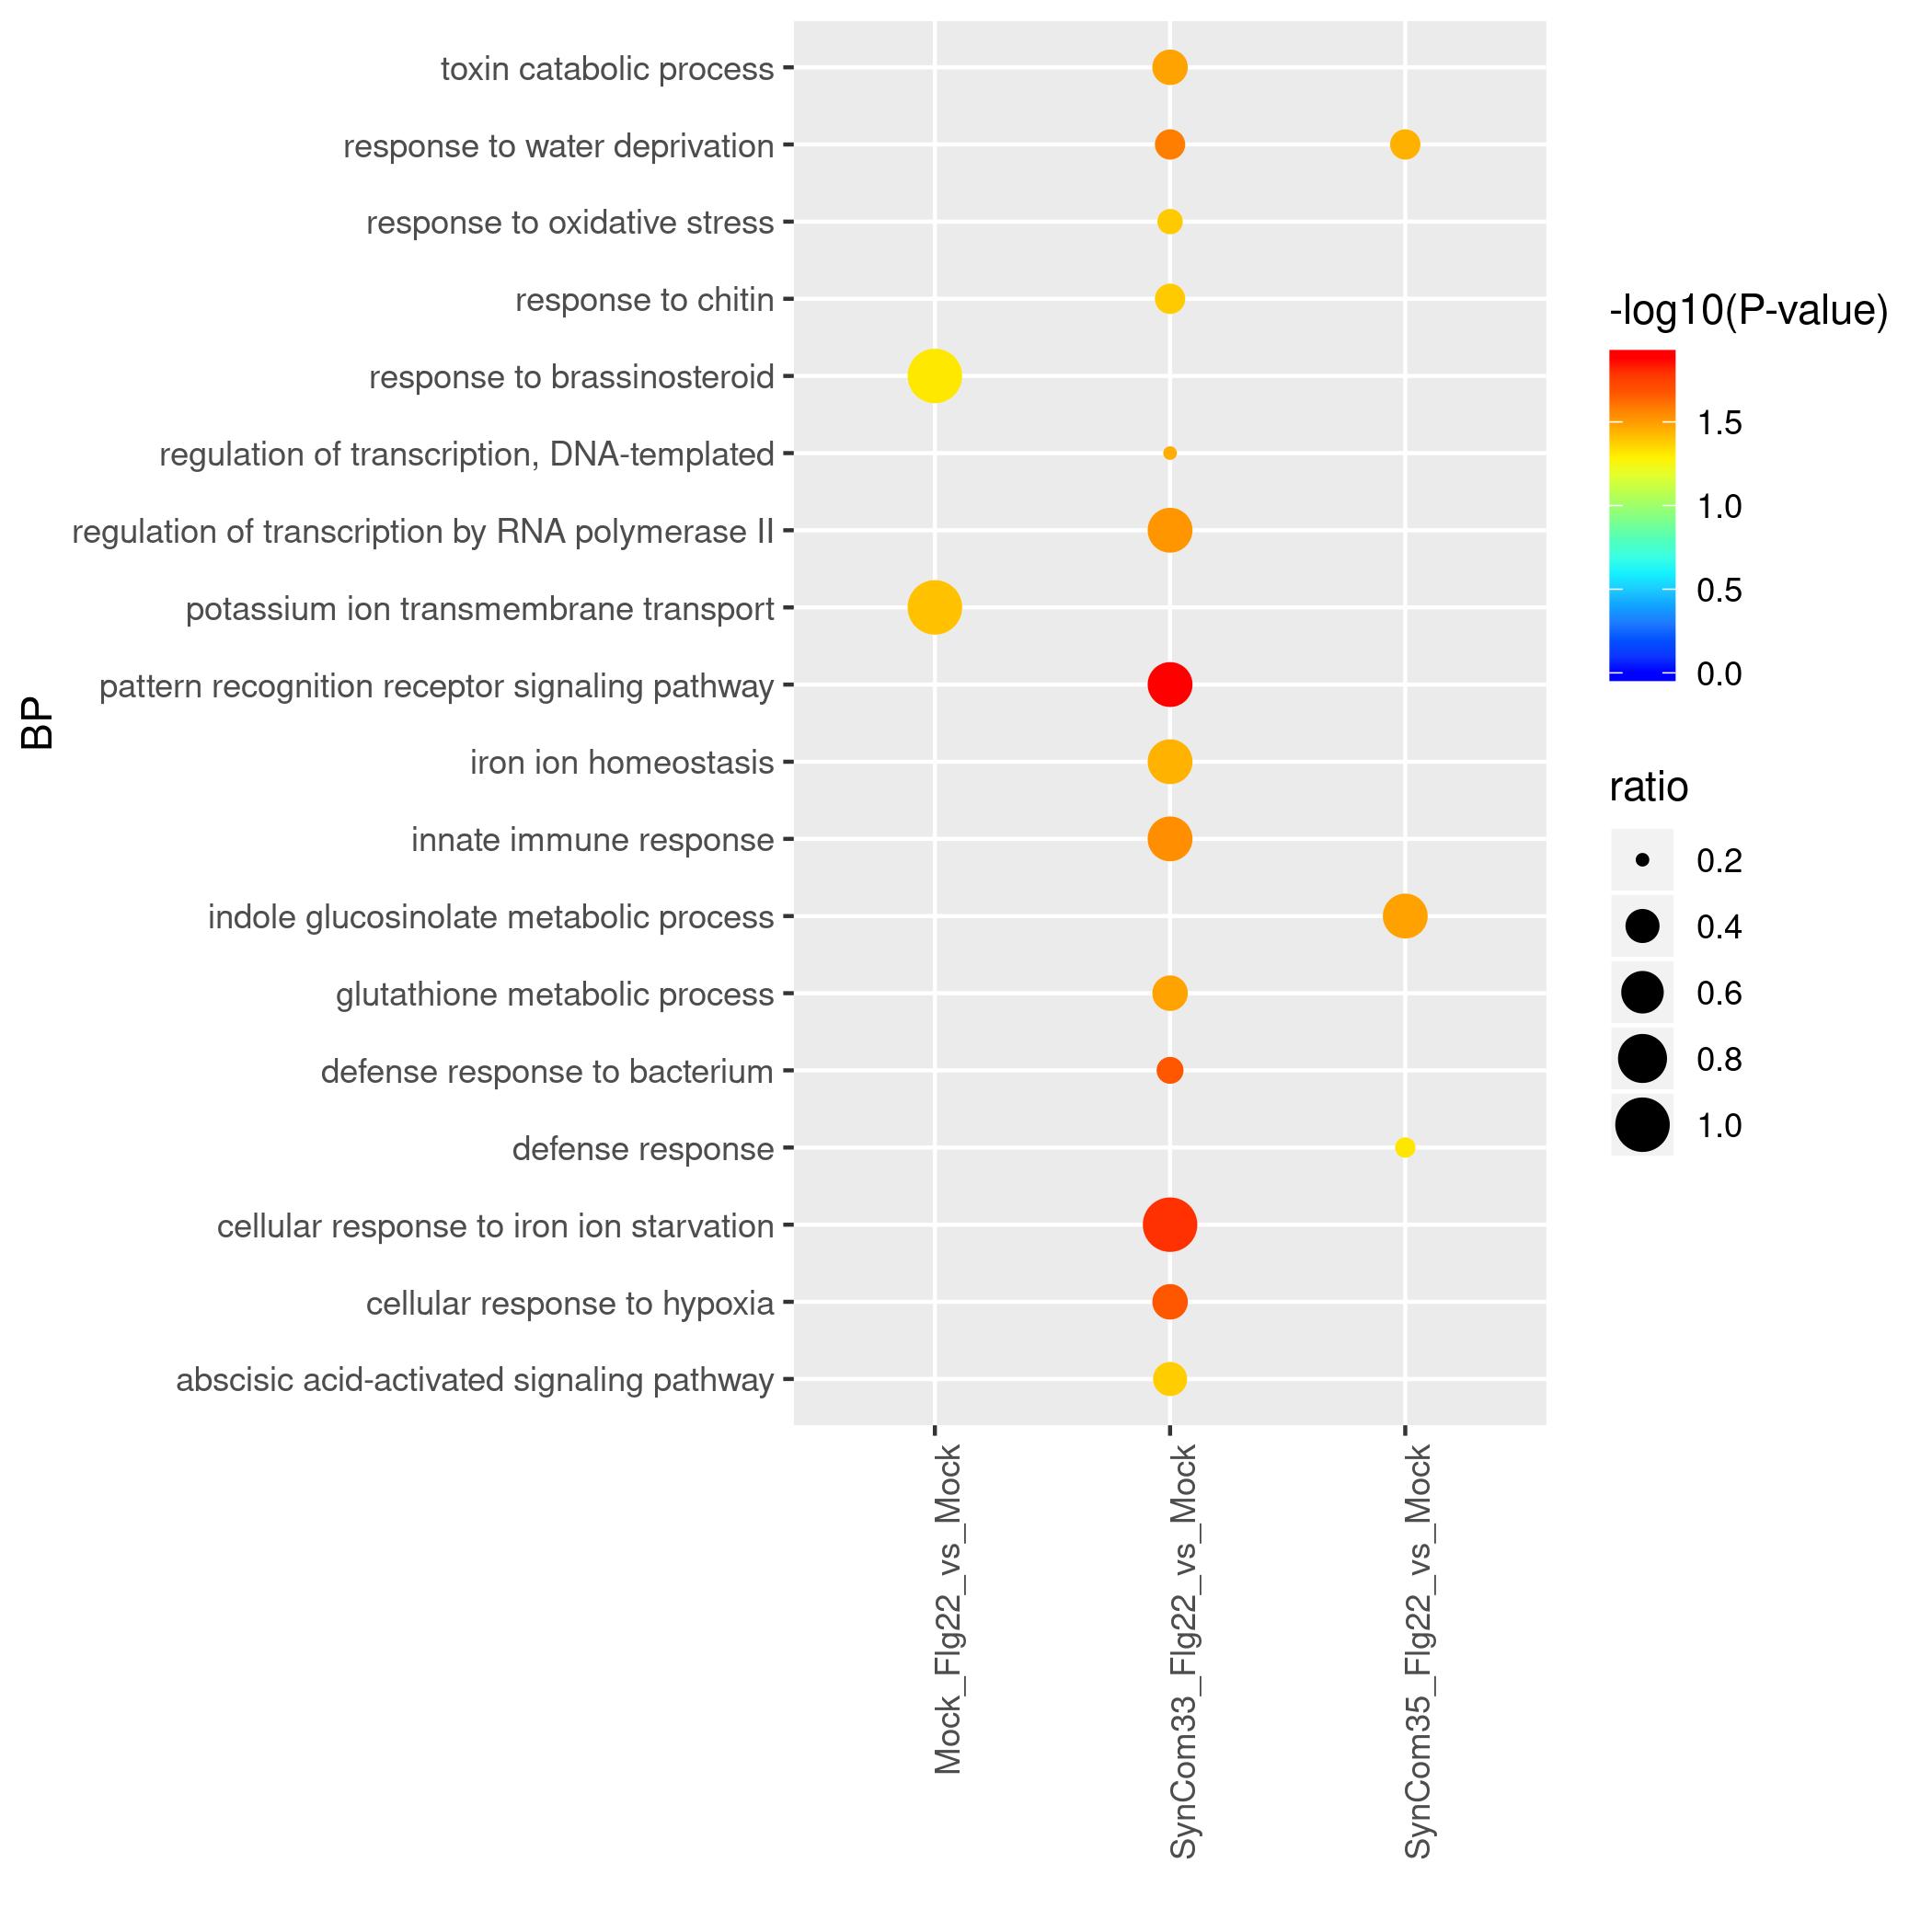 toxin catabolic process
response to water deprivation
response to oxidative stress
response to chitin
response to brassinosteroid
regulation of transcription, DNA-templated
regulation of transcription by RNA polymerase II
potassium ion transmembrane transport
pattern recognition receptor signaling pathway
iron ion homeostasis
innate immune response
indole glucosinolate metabolic process
glutathione metabolic process
defense response to bacterium
defense response
cellular response to iron ion starvation
cellular response to hypoxia
abscisic acid-activated signaling pathway
BP
Mock_Flg22_vs_Mock
SynCom33_Flg22_vs_Mock
SynCom35_Flg22_vs_Mock
-log10(P-value)
1.5
1.0
0.5
0.0
ratio
0.2
0.4
0.6
0.8
1.0